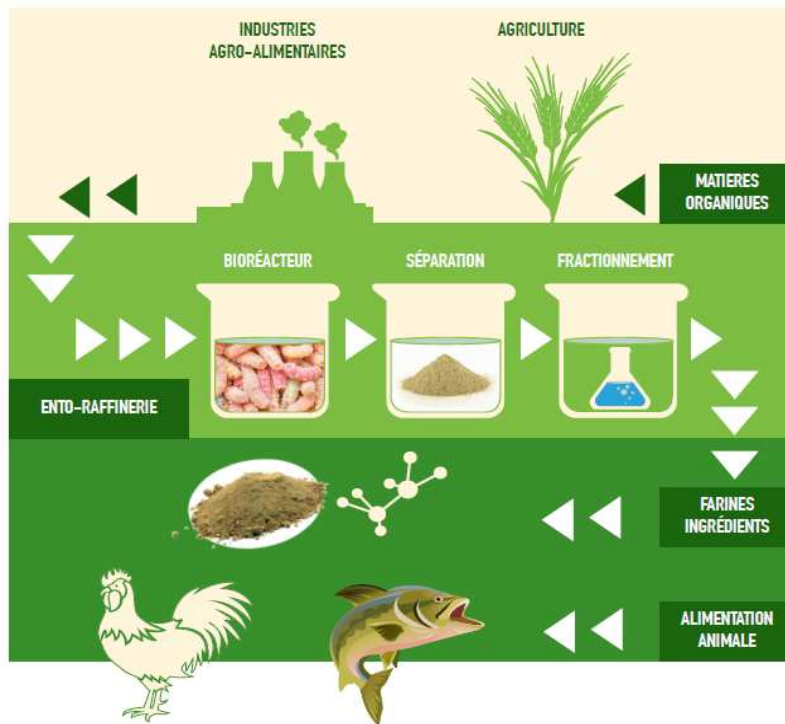 INDUSTRIES
AGRO-ALIMENTAIRES
AGRICULTURE
MATIERES
ORGANIQUES
BIORÉACTEUR
SÉPARATION
FRACTIONNEMENT
ENTO-RAFFINERIE
FARINES
INGRÉDIENTS
ALIMENTATION
ANIMALE